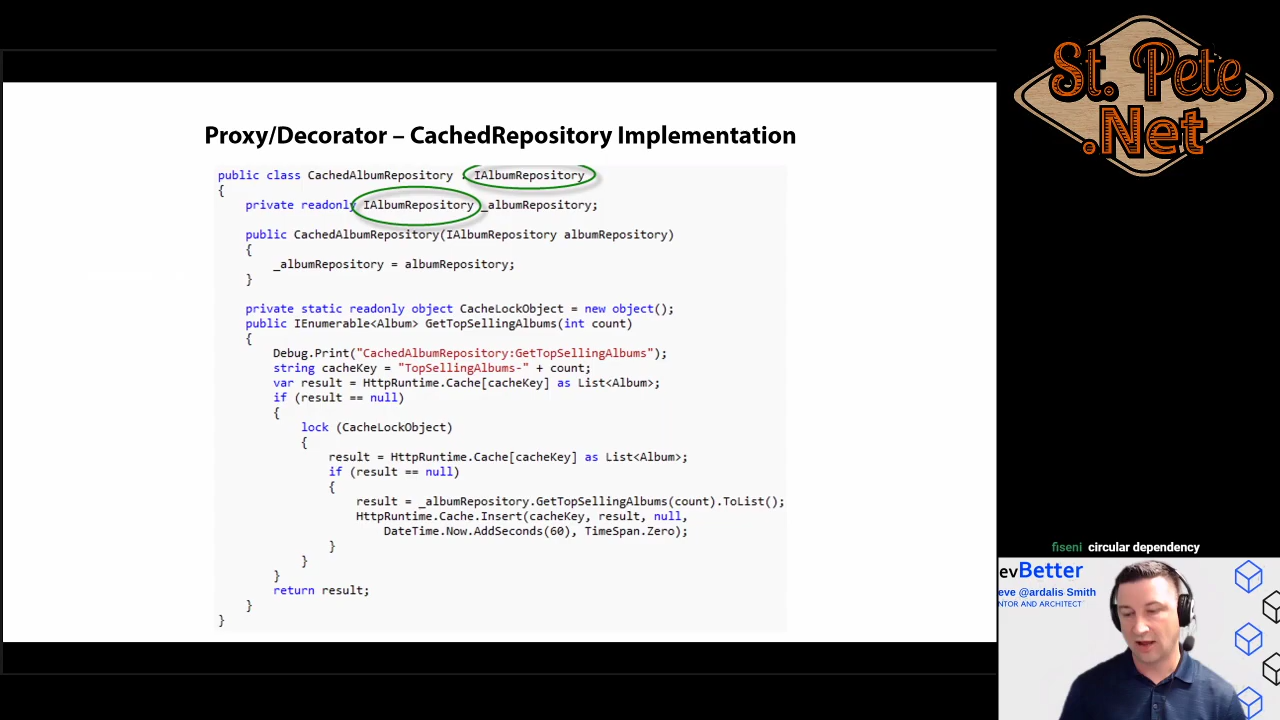 St. Pete
.Net
Proxy/Decorator – CachedRepository Implementation
public class CachedAlbumRepository : IAlbumRepository
{
private readonly IAlbumRepository _albumRepository;
public CachedAlbumRepository(IAlbumRepository albumRepository)
{
_albumRepository = albumRepository;
}
private static readonly object CacheLockObject = new object();
public IEnumerable<Album> GetTopSellingAlbums(int count)
{
Debug.Print("CachedAlbumRepository:GetTopSellingAlbums");
string cacheKey = "TopSellingAlbums-" + count;
var result = HttpRuntime.Cache[cacheKey] as List<Album>;
if (result == null)
{
lock (CacheLockObject)
{
result = HttpRuntime.Cache[cacheKey] as List<Album>;
if (result == null)
{
result = _albumRepository.GetTopSellingAlbums(count).ToList();
HttpRuntime.Cache.Insert(cacheKey, result, null,
DateTime.Now.AddSeconds(60), TimeSpan.Zero);
}
}
}
return result;
}
}
fiseni circular dependency
evBetter
eve @ardalis Smith
NTOR AND ARCHITECT